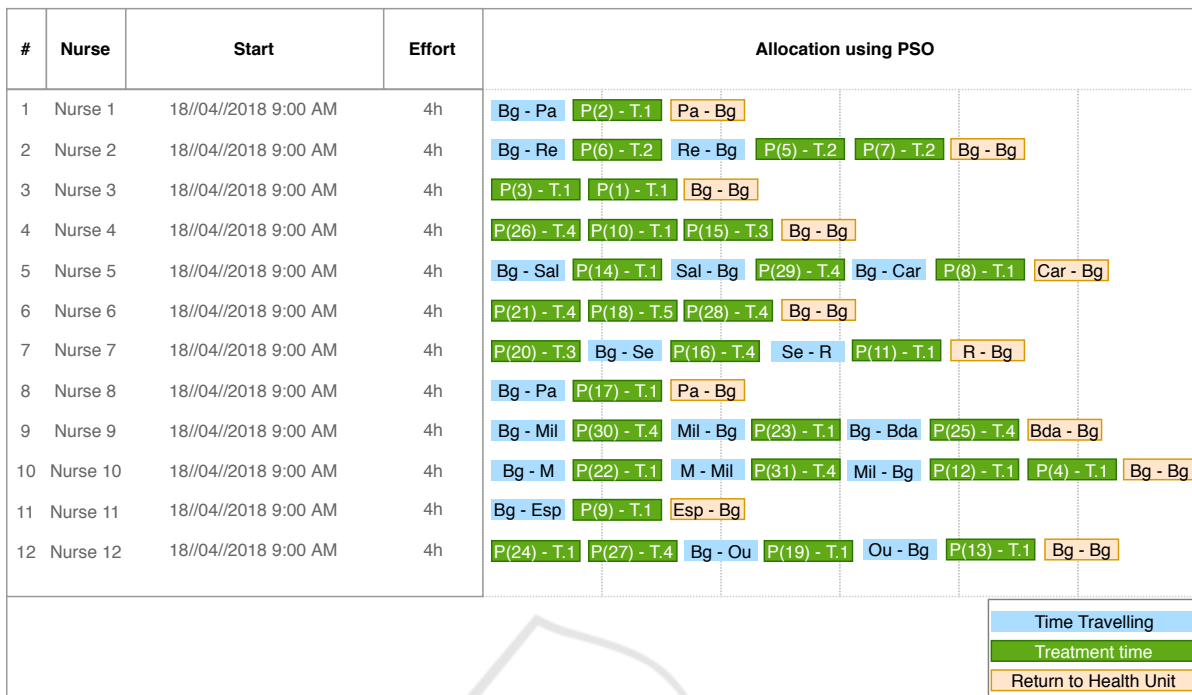 # Nurse Start Effort Allocation using PSO
1 Nurse 1 18//04//2018 9:00 AM 4h Bg - Pa P(2) - T.1 Pa - Bg
2 Nurse 2 18//04//2018 9:00 AM 4h Bg - Re P(6) - T.2 Re - Bg P(5) - T.2 P(7) - T.2 Bg - Bg
3 Nurse 3 18//04//2018 9:00 AM 4h P(3) - T.1 P(1) - T.1 Bg - Bg
4 Nurse 4 18//04//2018 9:00 AM 4h P(26) - T.4 P(10) - T.1 P(15) - T.3 Bg - Bg
5 Nurse 5 18//04//2018 9:00 AM 4h Bg - Sal P(14) - T.1 Sal - Bg P(29) - T.4 Bg - Car P(8) - T.1 Car - Bg
6 Nurse 6 18//04//2018 9:00 AM 4h P(21) - T.4 P(18) - T.5 P(28) - T.4 Bg - Bg
7 Nurse 7 18//04//2018 9:00 AM 4h P(20) - T.3 Bg - Se P(16) - T.4 Se - R P(11) - T.1 R - Bg
8 Nurse 8 18//04//2018 9:00 AM 4h Bg - Pa P(17) - T.1 Pa - Bg
9 Nurse 9 18//04//2018 9:00 AM 4h Bg - Mil P(30) - T.4 Mil - Bg P(23) - T.1 Bg - Bda P(25) - T.4 Bda - Bg
10 Nurse 10 18//04//2018 9:00 AM 4h Bg - M P(22) - T.1 M - Mil P(31) - T.4 Mil - Bg P(12) - T.1 P(4) - T.1 Bg - Bg
11 Nurse 11 18//04//2018 9:00 AM 4h Bg - Esp P(9) - T.1 Esp - Bg
12 Nurse 12 18//04//2018 9:00 AM 4h P(24) - T.1 P(27) - T.4 Bg - Ou P(19) - T.1 Ou - Bg P(13) - T.1 Bg - Bg
Time Travelling
Treatment time
Return to Health Unit